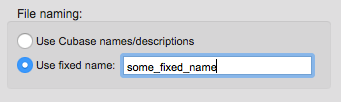 File naming:
Use Cubase names/descriptions
Use fixed name: some_fixed_name